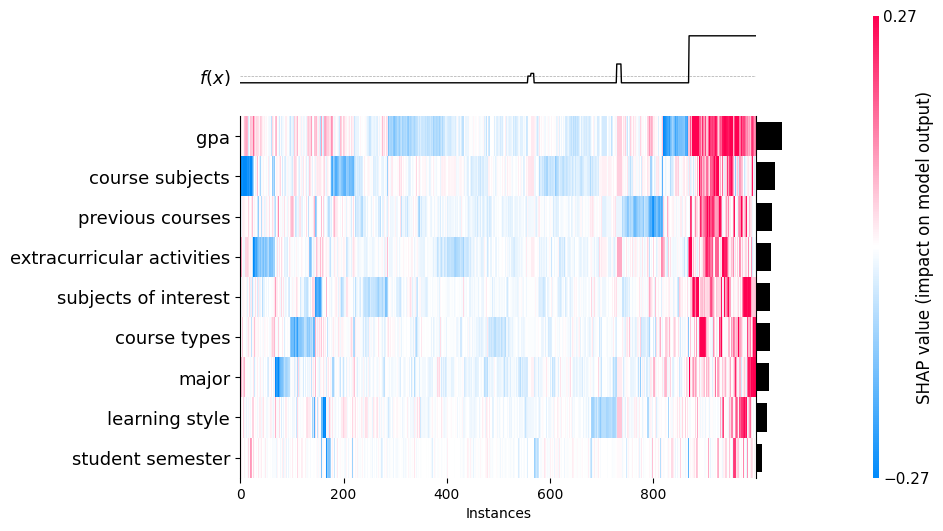 f(x)
gpa
course subjects
previous courses
extracurricular activities
subjects of interest
course types
major
learning style
student semester
0 200 400 600 800
Instances
0.27
SHAP value (impact on model output)
−0.27